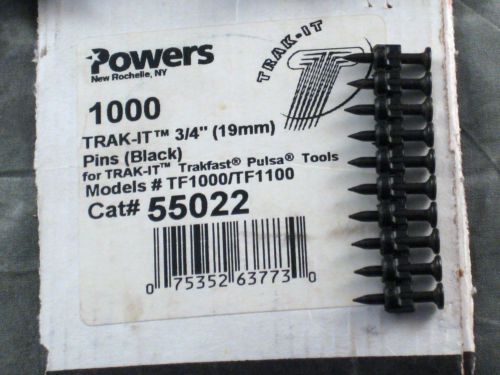 Powers
New Rochelle, NY
TRAK-IT
1000
TRAK-IT™ 3/4" (19mm)
Pins (Black)
for TRAK-IT™ Trakfast® Pulsa® Tools
Models # TF1000/TF1100
Cat# 55022
0 75352 63773 0